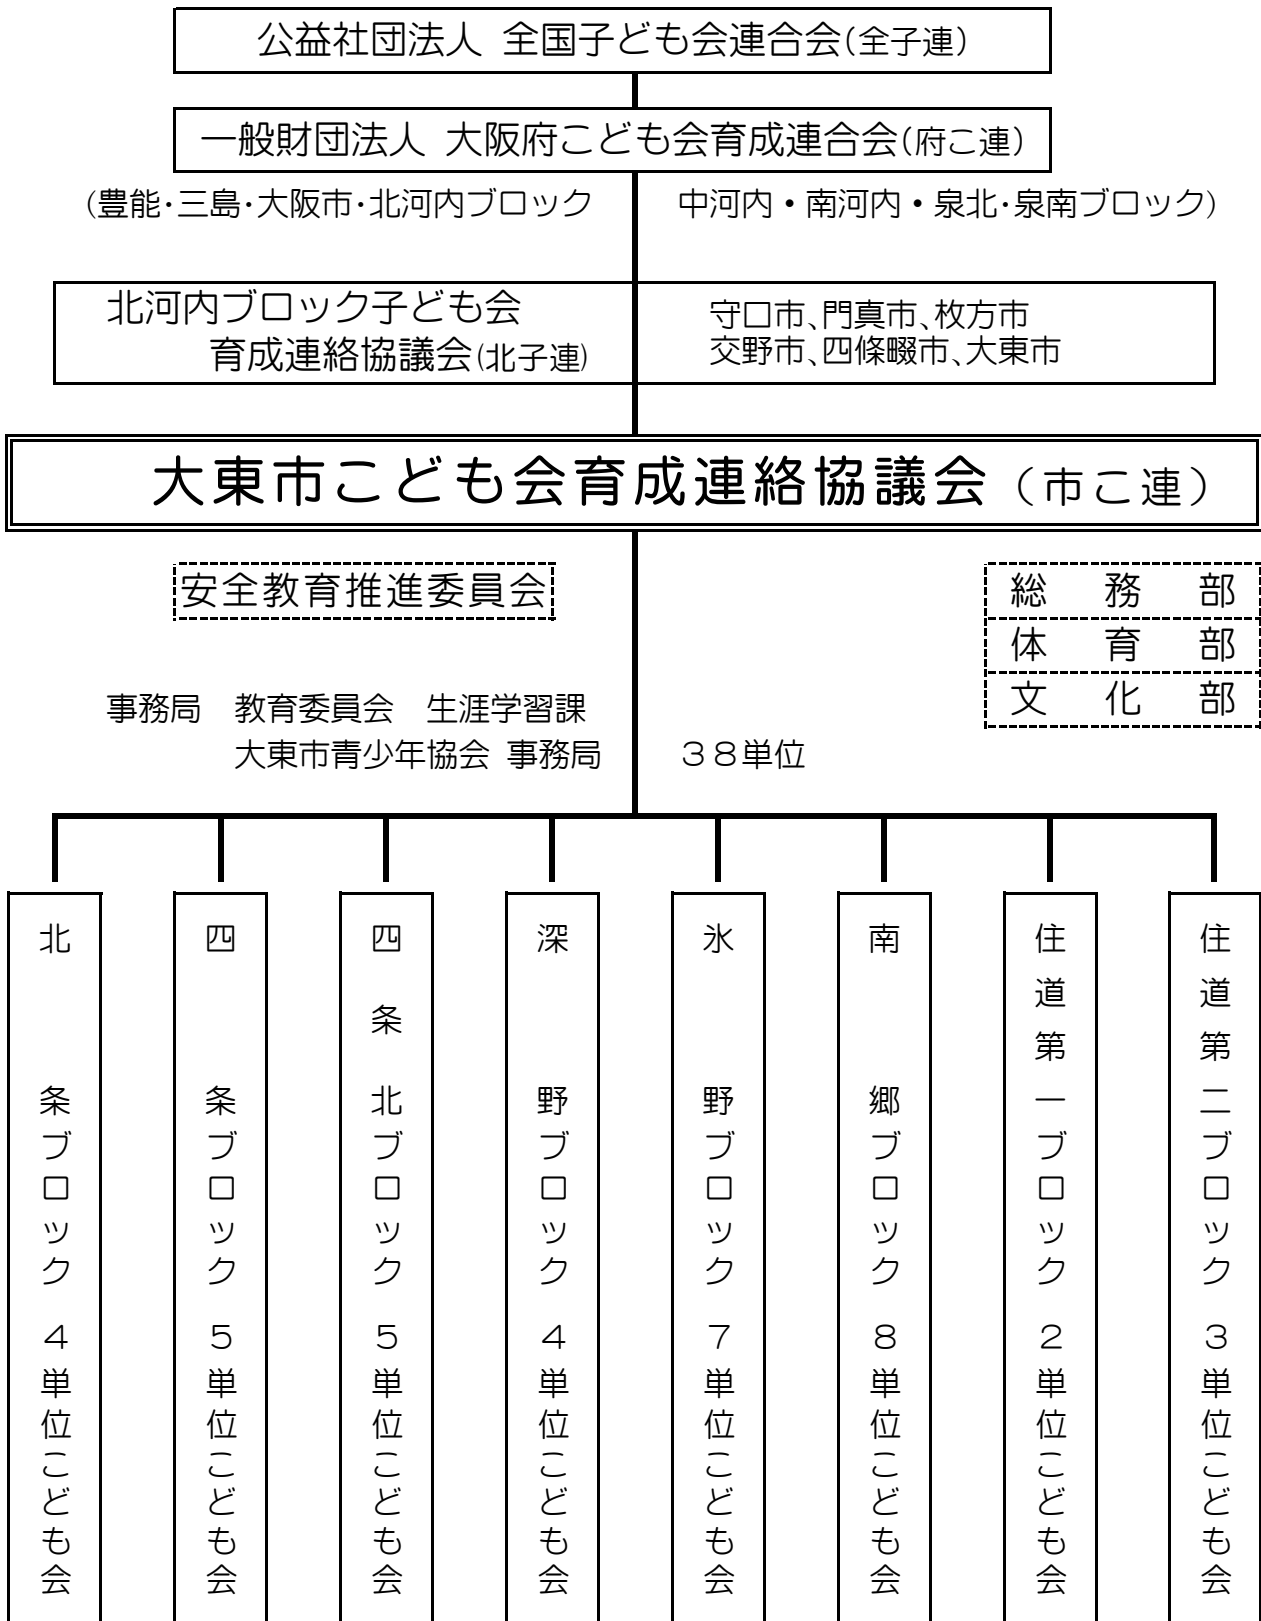 公益社団法人 全国子ども会連合会(全子連)
一般財団法人 大阪府こども会育成連合会(府こ連)
(豊能･三島･大阪市･北河内ブロック　中河内・南河内・泉北･泉南ブロック)
北河内ブロック子ども会
育成連絡協議会(北子連)
守口市､門真市､枚方市
交野市､四條畷市､大東市
大東市こども会育成連絡協議会（市こ連）
安全教育推進委員会
総務部
体育部
文化部
事務局　教育委員会　生涯学習課
大東市青少年協会 事務局
３８単位
北条ブロック ４単位こども会
四条ブロック ５単位こども会
四条北ブロック ５単位こども会
深野ブロック ４単位こども会
氷野ブロック ７単位こども会
南郷ブロック ８単位こども会
住道第一ブロック ２単位こども会
住道第二ブロック ３単位こども会